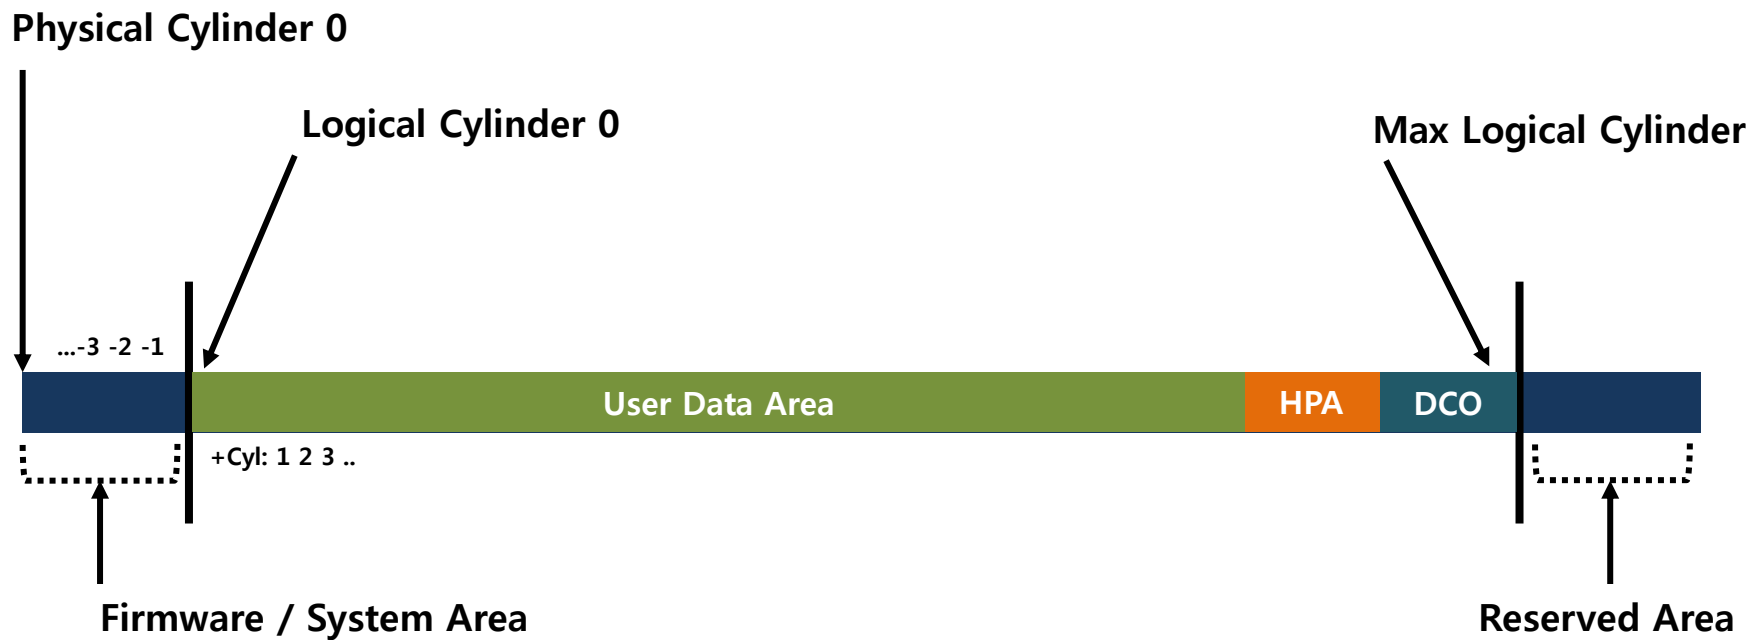 Physical Cylinder 0
Logical Cylinder 0
Max Logical Cylinder
...-3 -2 -1
User Data Area
HPA
DCO
+Cyl: 1 2 3 ..
Firmware / System Area
Reserved Area